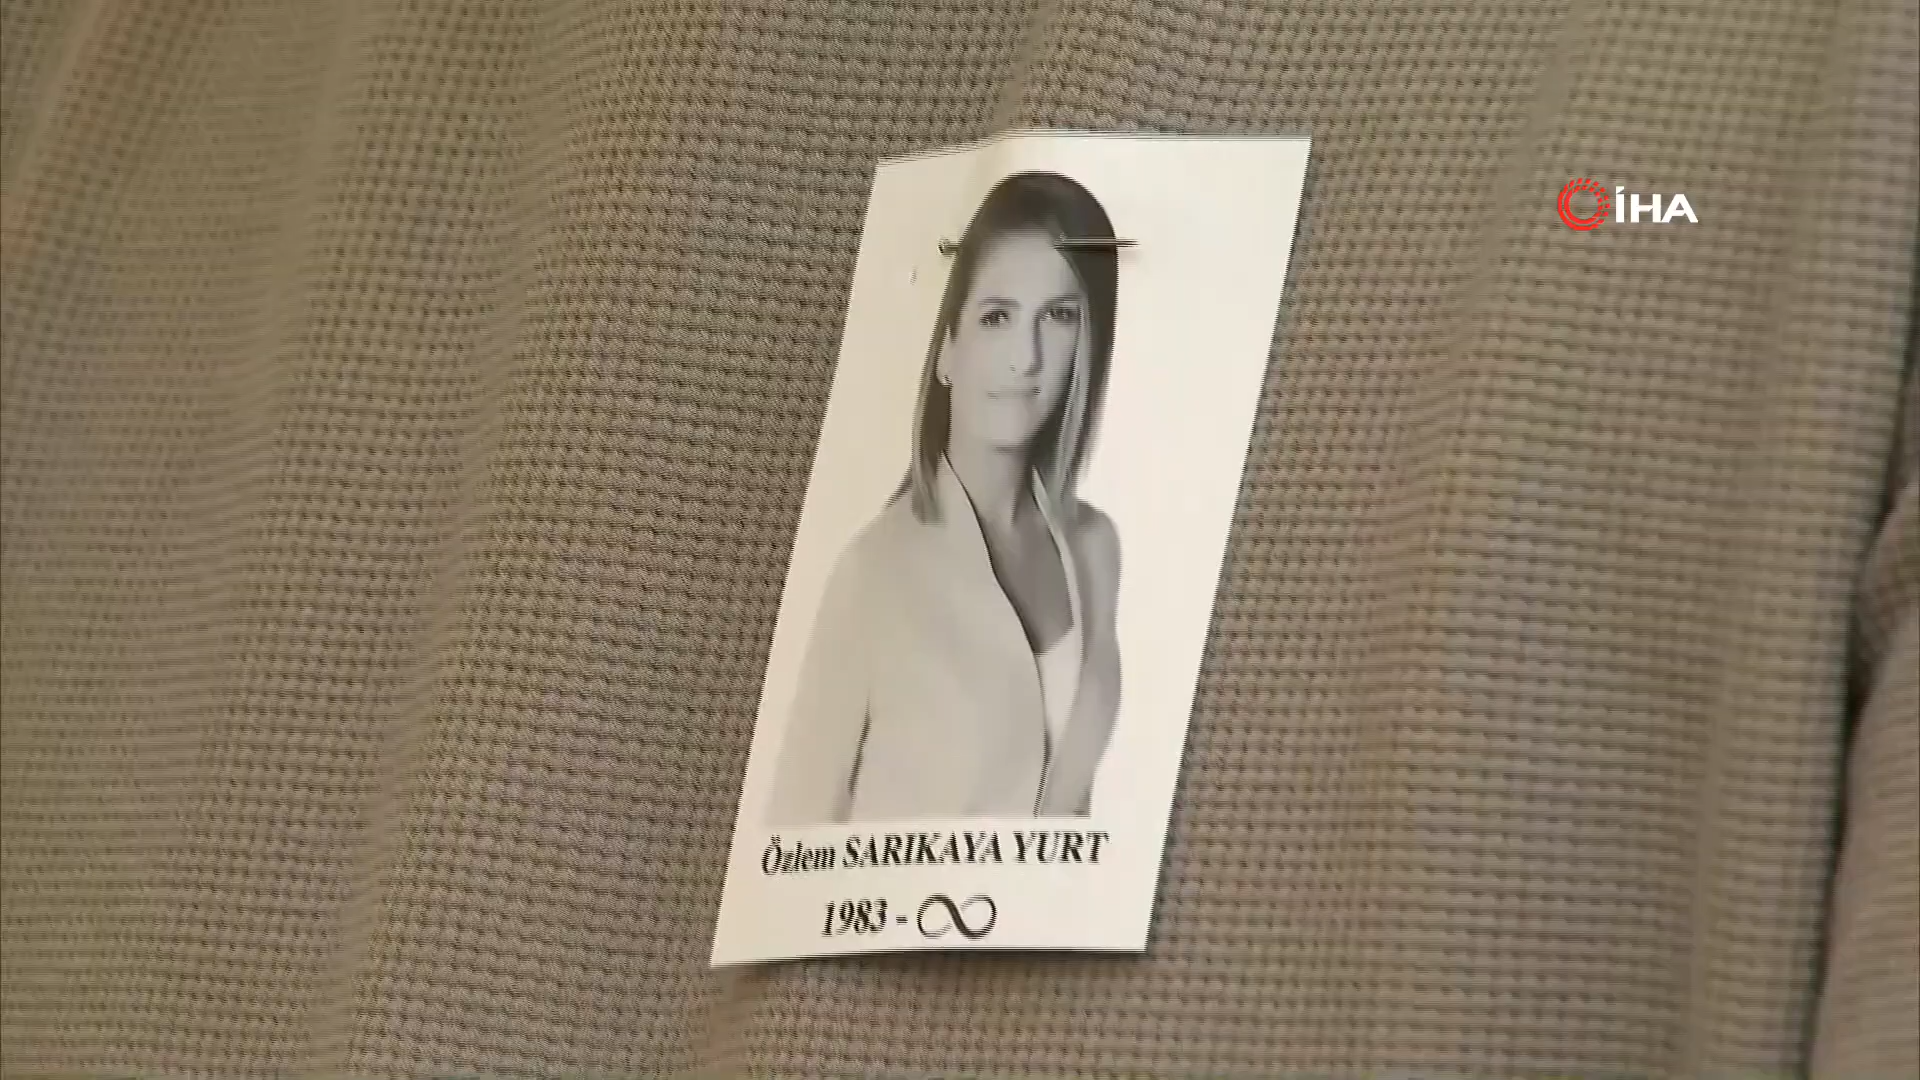 İHA
Özlem SARIKAYA YURT
1983 - ∞